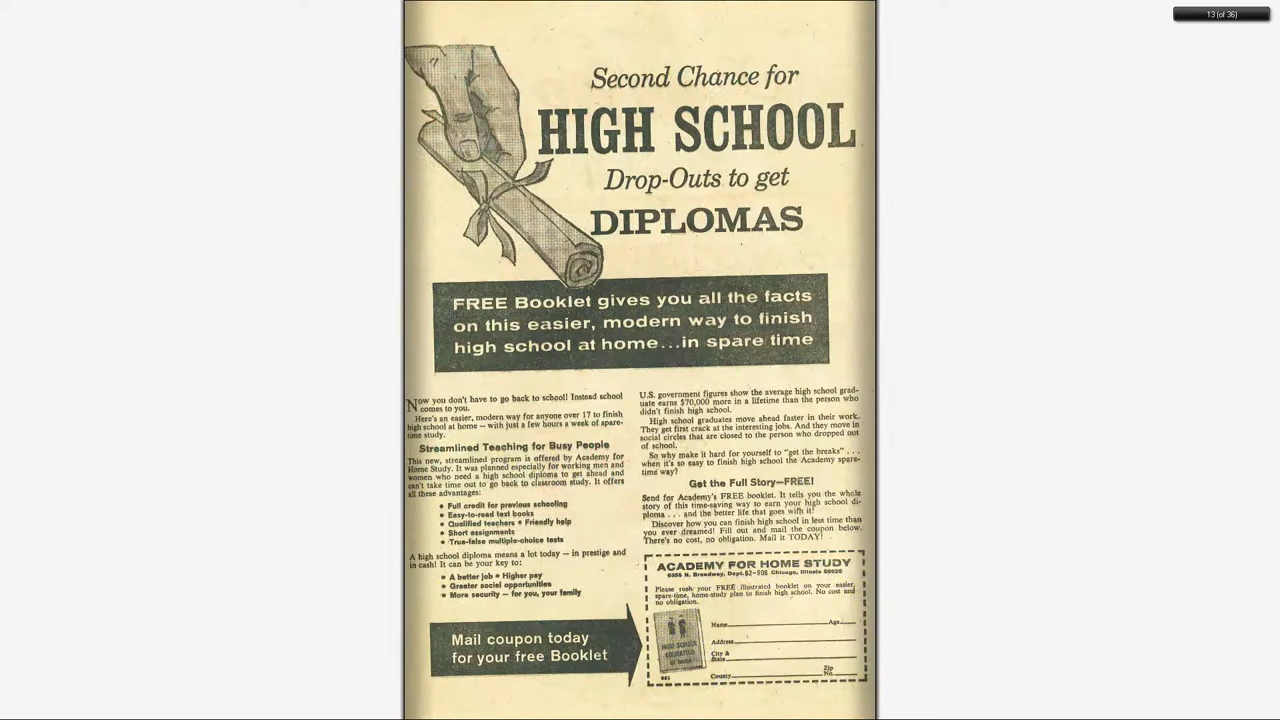 13 (of 36)
Second Chance for
HIGH SCHOOL
Drop-Outs to get
DIPLOMAS
FREE Booklet gives you all the facts
on this easier, modern way to finish
high school at home...in spare time
Now you don't have to go back to school! Instead school
comes to you.
Here's an easier, modern way for anyone over 17 to finish
high school at home — with just a few hours a week of spare-
time study.
Streamlined Teaching for Busy People
This new, streamlined program is offered by Academy for
Home Study. It was planned especially for working men and
women who need a high school diploma to get ahead and
can't take time out to go back to classroom study. It offers
all these advantages:
• Full credit for previous schooling
• Easy-to-read text books
• Qualified teachers • Friendly help
• Short assignments
• True-false multiple-choice tests
A high school diploma means a lot today — in prestige and
in cash! It can be your key to:
• A better job • Higher pay
• Greater social opportunities
• More security — for you, your family
Mail coupon today
for your free Booklet
U.S. government figures show the average high school grad-
uate earns $70,000 more in a lifetime than the person who
didn't finish high school.
High school graduates move ahead faster in their work.
They get first crack at the interesting jobs. And they move in
social circles that are closed to the person who dropped out
of school.
So why make it hard for yourself to "get the breaks" . . .
when it's so easy to finish high school the Academy spare-
time way?
Get the Full Story—FREE!
Send for Academy's FREE booklet. It tells you the whole
story of this time-saving way to earn your high school di-
ploma . . . and the better life that goes with it!
Discover how you can finish high school in less time than
you ever dreamed! Fill out and mail the coupon below.
There's no cost, no obligation. Mail it TODAY!
ACADEMY FOR HOME STUDY
6355 N. Broadway, Dept. Chicago, Illinois
Please rush your FREE illustrated booklet on your easier,
spare-time, home-study plan to finish high school. No cost and
no obligation.
HIGH SCHOOL
EDUCATION
at home
Name Age
Address
City &
State
Zip
County No.